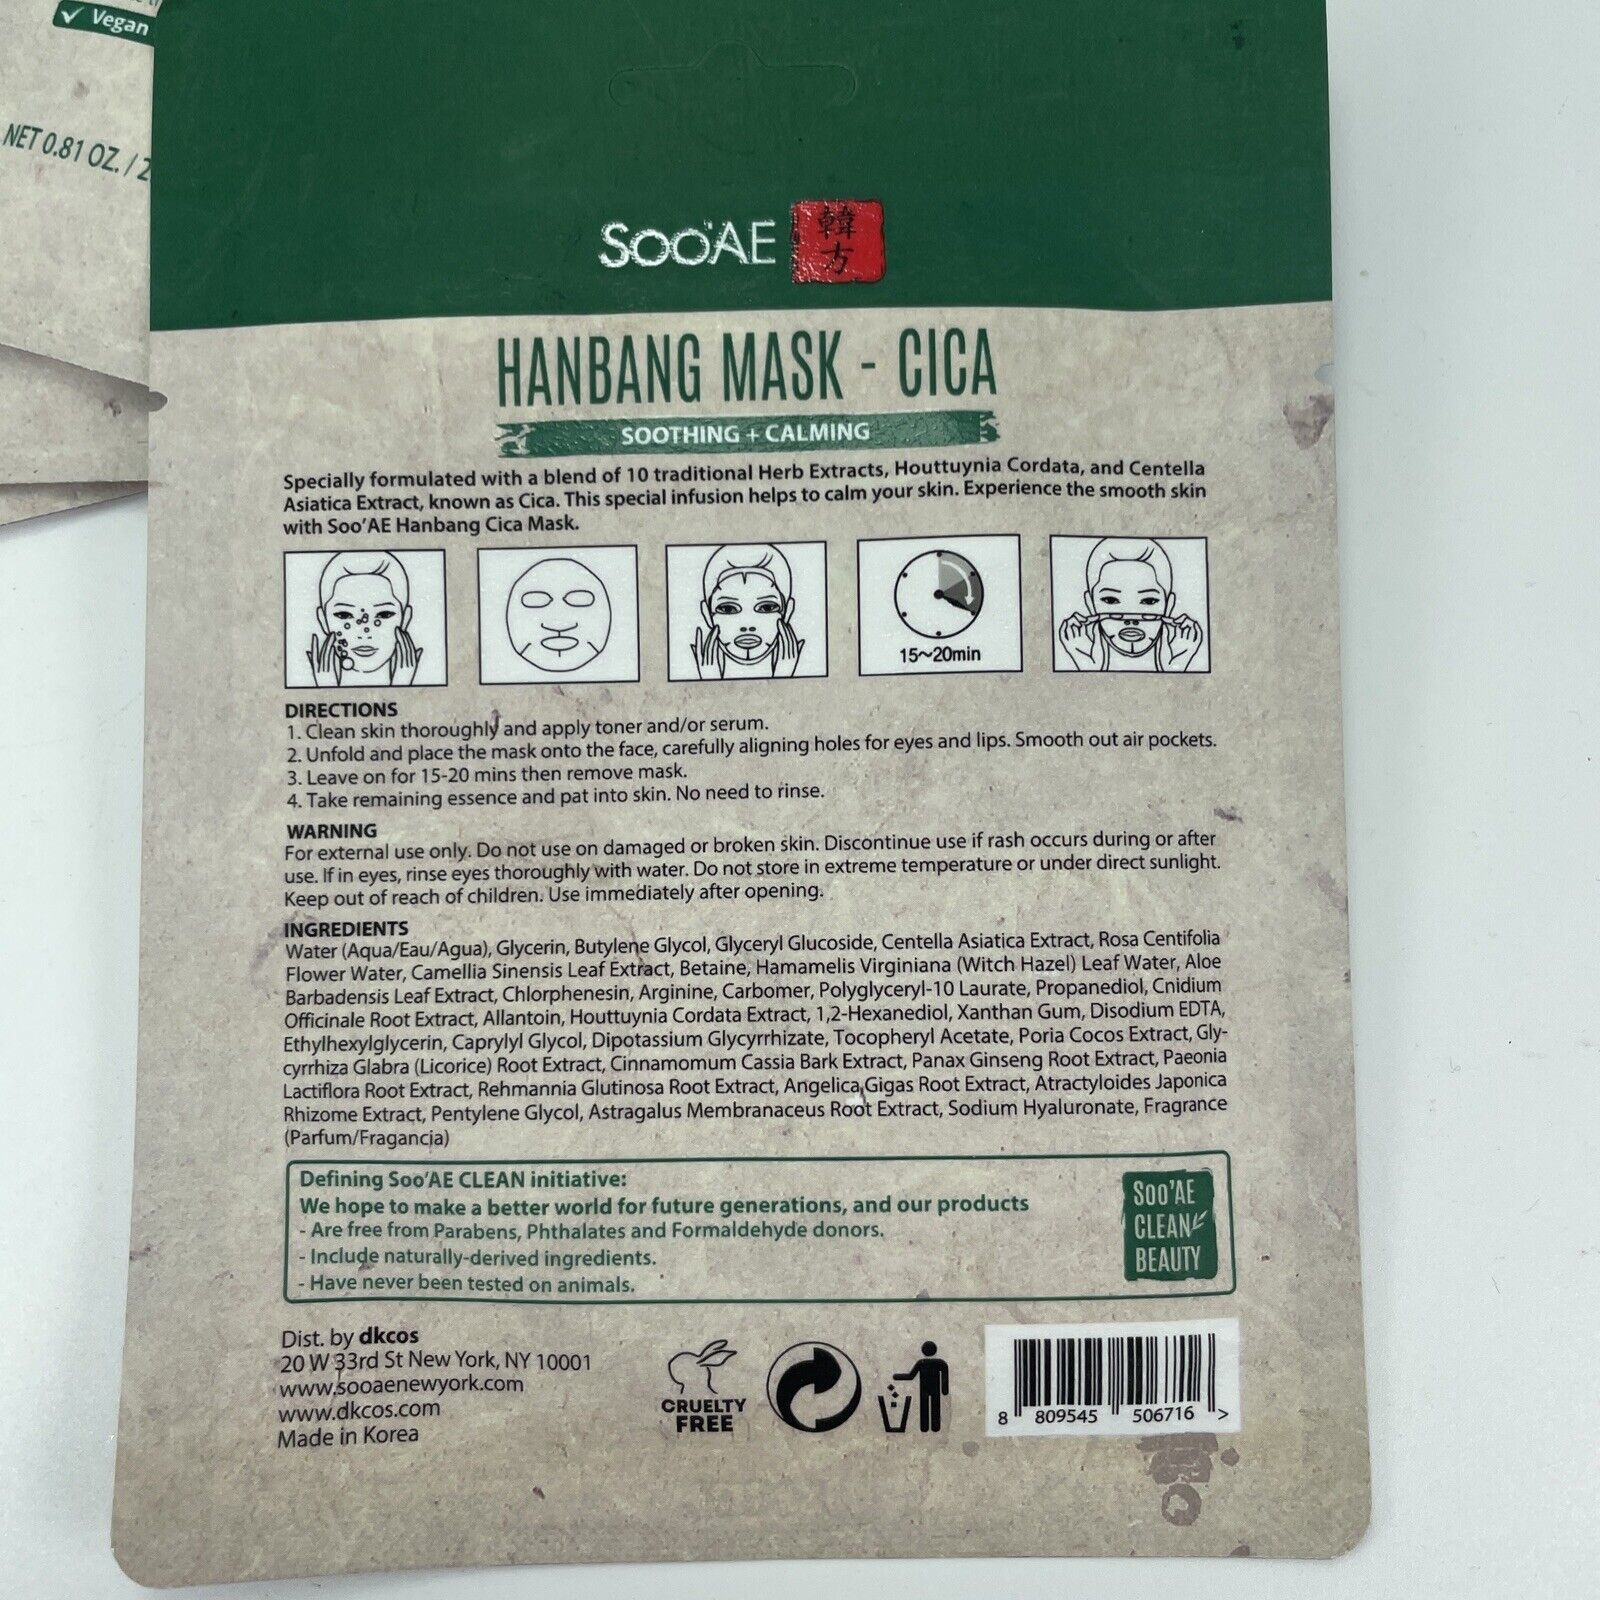 Vegan
NET 0.81 OZ. / 2
SOO'AE 韓
方
HANBANG MASK - CICA
SOOTHING + CALMING
Specially formulated with a blend of 10 traditional Herb Extracts, Houttuynia Cordata, and Centella
Asiatica Extract, known as Cica. This special infusion helps to calm your skin. Experience the smooth skin
with Soo'AE Hanbang Cica Mask.
15~20min
DIRECTIONS
1. Clean skin thoroughly and apply toner and/or serum.
2. Unfold and place the mask onto the face, carefully aligning holes for eyes and lips. Smooth out air pockets.
3. Leave on for 15-20 mins then remove mask.
4. Take remaining essence and pat into skin. No need to rinse.
WARNING
For external use only. Do not use on damaged or broken skin. Discontinue use if rash occurs during or after
use. If in eyes, rinse eyes thoroughly with water. Do not store in extreme temperature or under direct sunlight.
Keep out of reach of children. Use immediately after opening.
INGREDIENTS
Water (Aqua/Eau/Agua), Glycerin, Butylene Glycol, Glyceryl Glucoside, Centella Asiatica Extract, Rosa Centifolia
Flower Water, Camellia Sinensis Leaf Extract, Betaine, Hamamelis Virginiana (Witch Hazel) Leaf Water, Aloe
Barbadensis Leaf Extract, Chlorphenesin, Arginine, Carbomer, Polyglyceryl-10 Laurate, Propanediol, Cnidium
Officinale Root Extract, Allantoin, Houttuynia Cordata Extract, 1,2-Hexanediol, Xanthan Gum, Disodium EDTA,
Ethylhexylglycerin, Caprylyl Glycol, Dipotassium Glycyrrhizate, Tocopheryl Acetate, Poria Cocos Extract, Gly-
cyrrhiza Glabra (Licorice) Root Extract, Cinnamomum Cassia Bark Extract, Panax Ginseng Root Extract, Paeonia
Lactiflora Root Extract, Rehmannia Glutinosa Root Extract, Angelica Gigas Root Extract, Atractyloides Japonica
Rhizome Extract, Pentylene Glycol, Astragalus Membranaceus Root Extract, Sodium Hyaluronate, Fragrance
(Parfum/Fragancia)
Defining Soo'AE CLEAN initiative:
We hope to make a better world for future generations, and our products
- Are free from Parabens, Phthalates and Formaldehyde donors.
- Include naturally-derived ingredients.
- Have never been tested on animals.
SOO'AE
CLEAN
BEAUTY
Dist. by dkcos
20 W 33rd St New York, NY 10001
www.sooaenewyork.com
www.dkcos.com
Made in Korea
CRUELTY
FREE
8 809545 506716 >